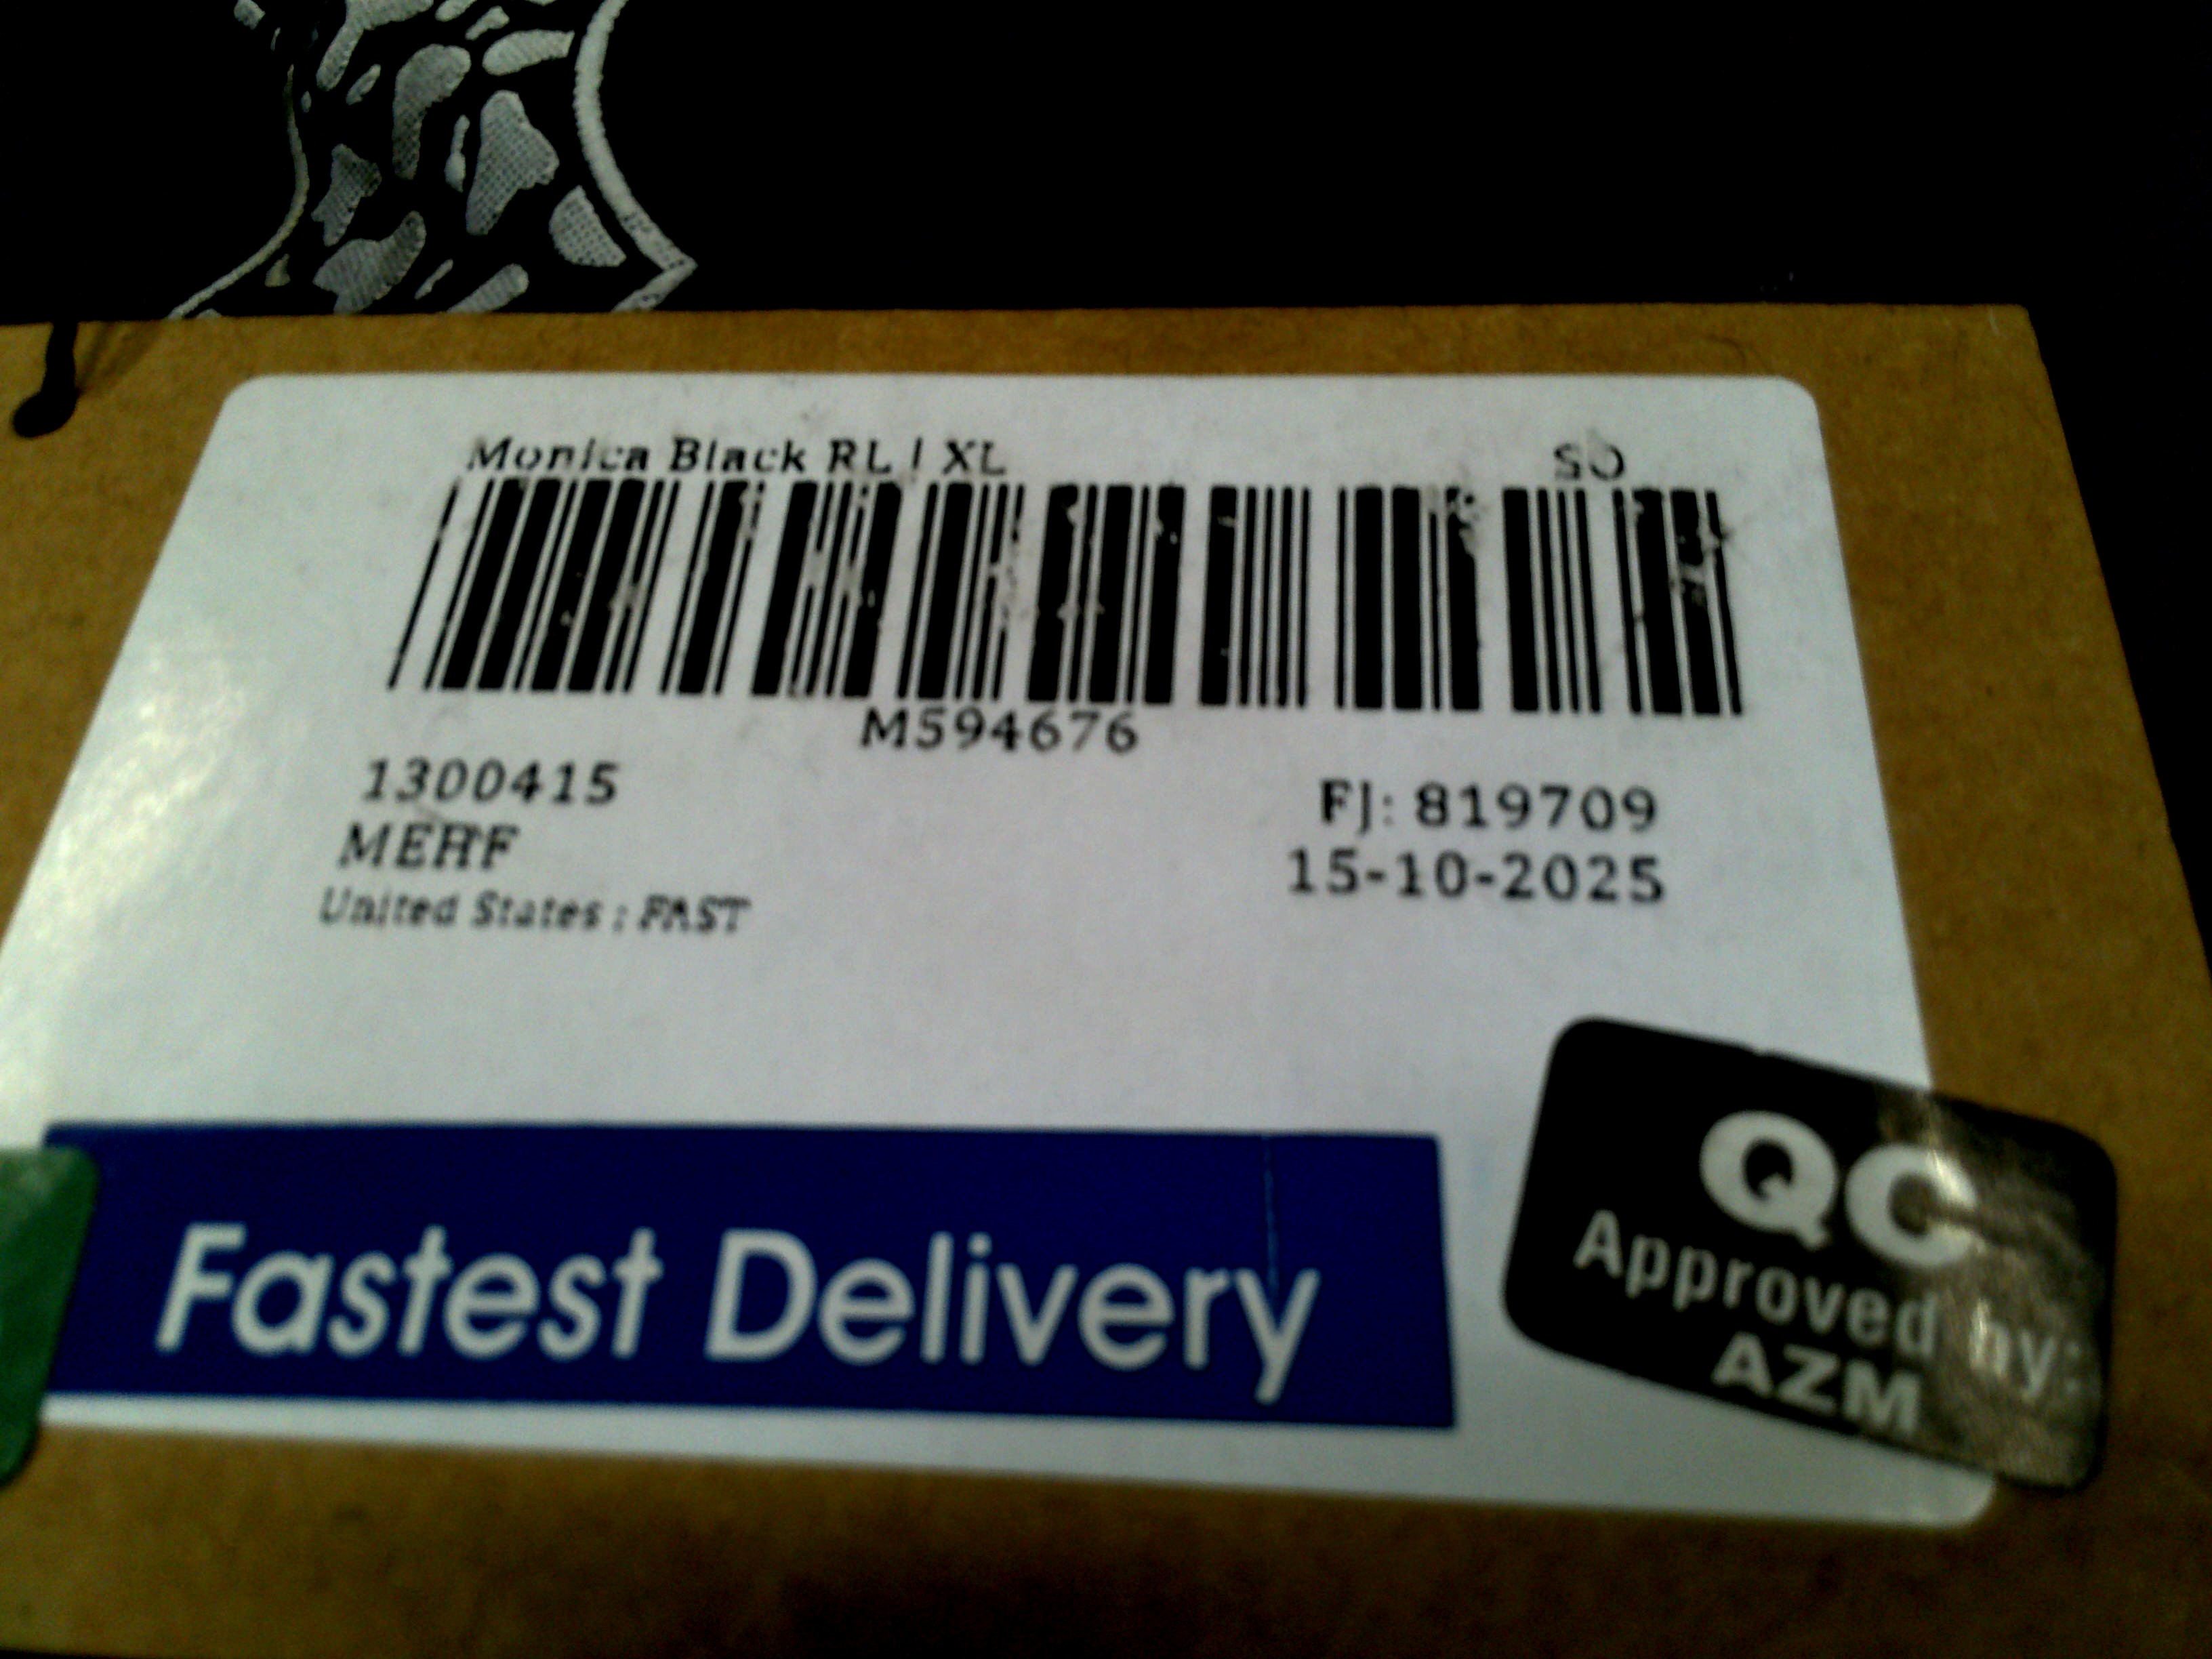 Monica Black RL | XL
SO
M594676
1300415
FJ: 819709
15-10-2025
United States ; FAST
Fastest Delivery
QC
Approved by:
AZM